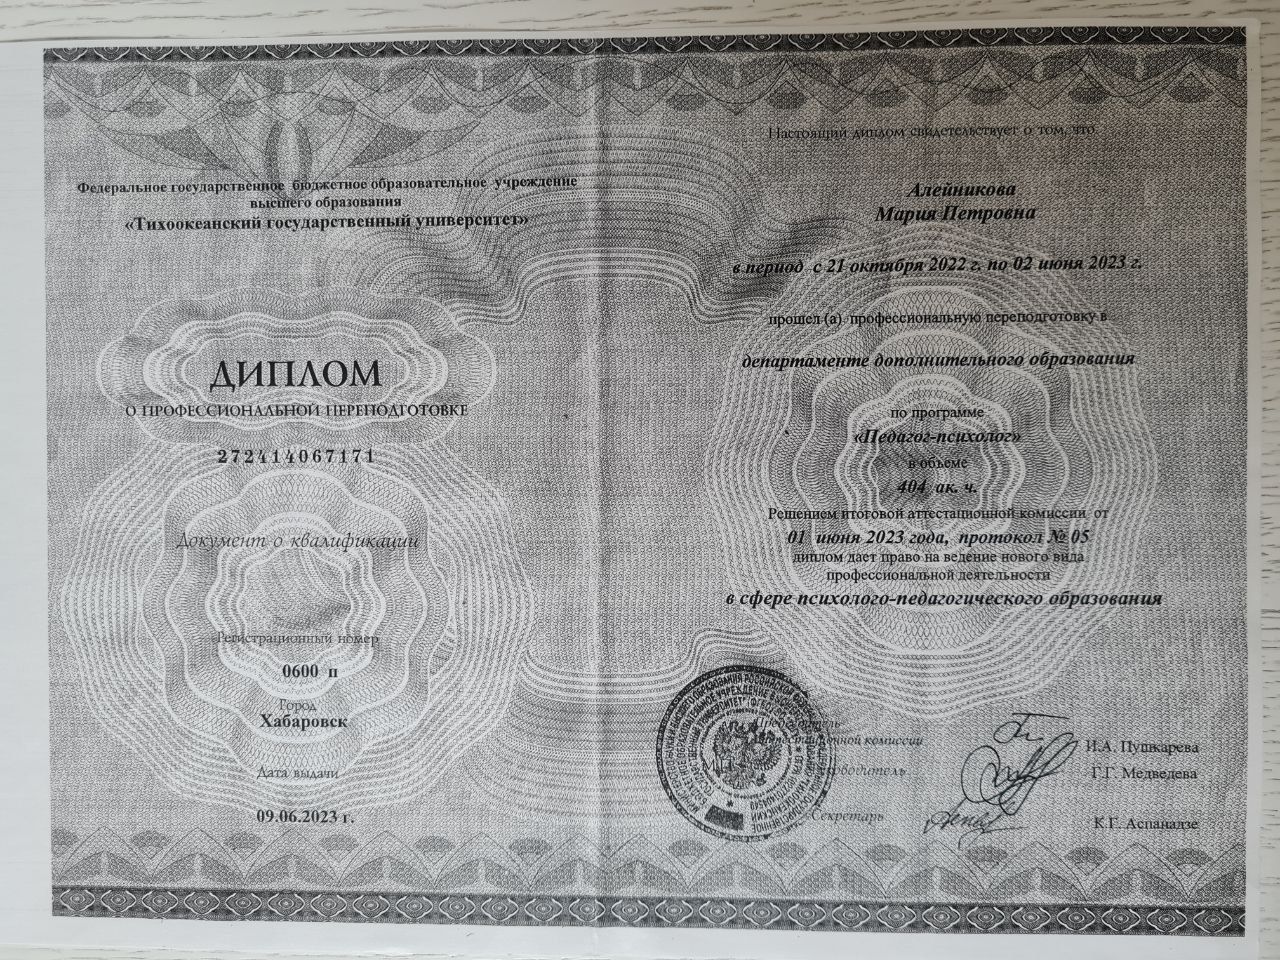 Федеральное государственное бюджетное образовательное учреждение
высшего образования
«Тихоокеанский государственный университет»
ДИПЛОМ
О ПРОФЕССИОНАЛЬНОЙ ПЕРЕПОДГОТОВКЕ
272414067171
Документ о квалификации
Регистрационный номер
0600 п
Город
Хабаровск
Дата выдачи
09.06.2023 г.
Настоящий диплом свидетельствует о том, что
Алейникова
Мария Петровна
в период с 21 октября 2022 г. по 02 июня 2023 г.
прошел (а) профессиональную переподготовку в
департаменте дополнительного образования
по программе
«Педагог-психолог»
в объеме
404 ак. ч.
Решением итоговой аттестационной комиссии от
01 июня 2023 года, протокол № 05
диплом дает право на ведение нового вида
профессиональной деятельности
в сфере психолого-педагогического образования
Председатель
аттестационной комиссии
И.А. Пушкарева
Руководитель
Г.Г. Медведева
Секретарь
К.Г. Аспанадзе